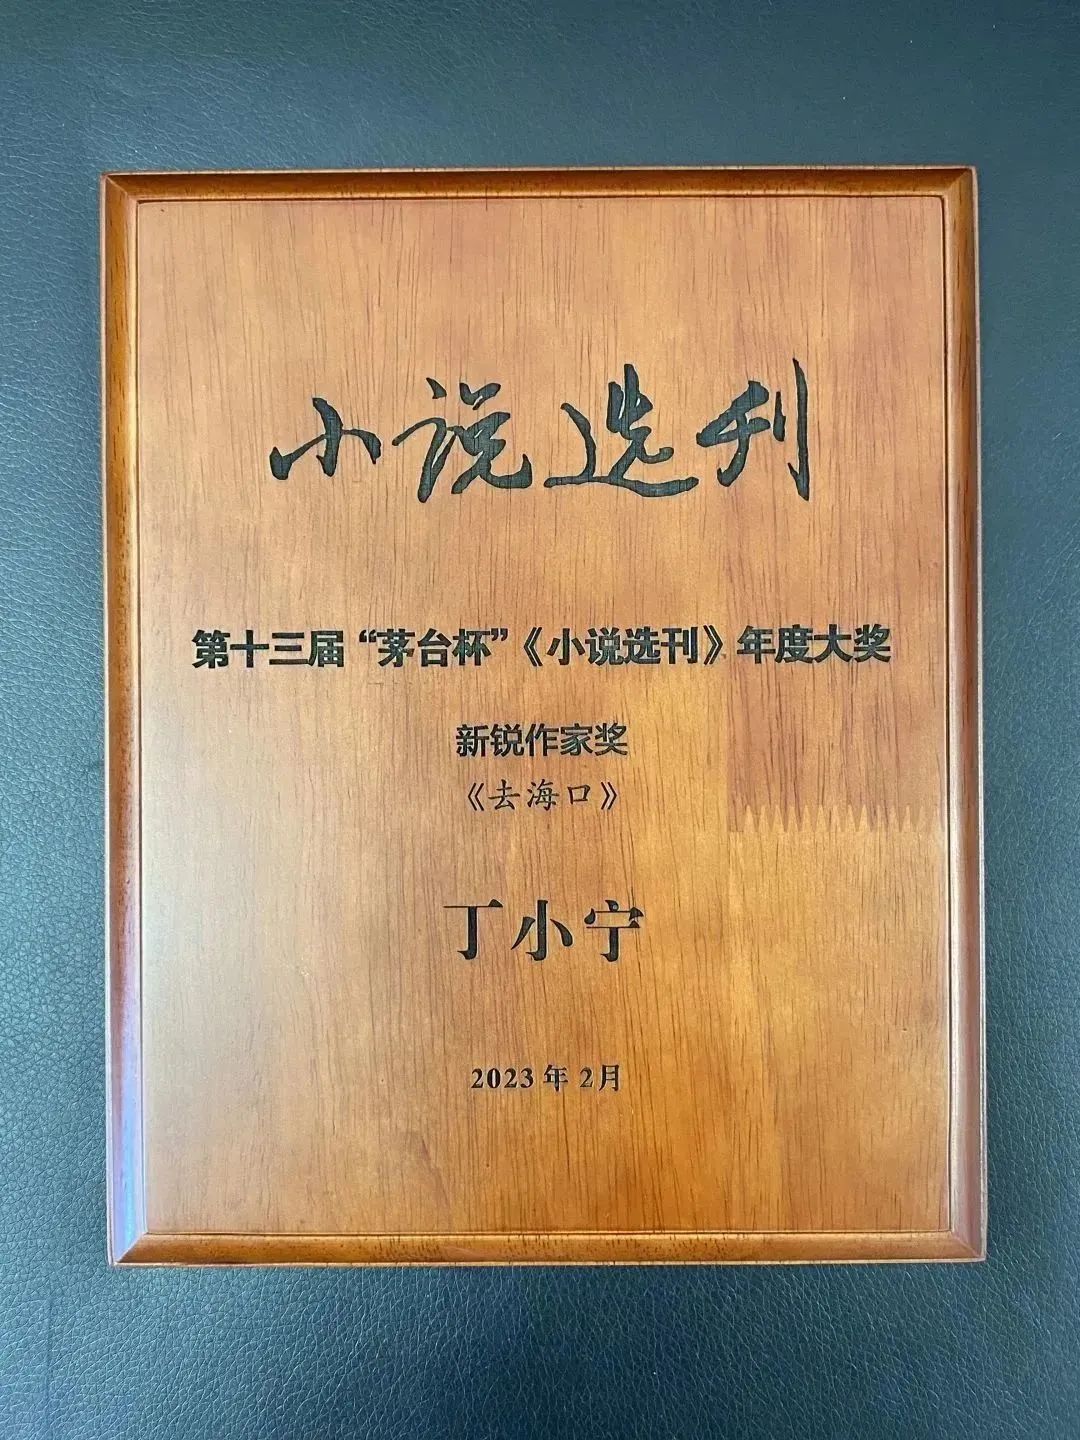 小说选刊
第十三届“茅台杯”《小说选刊》年度大奖
新锐作家奖
《去海口》
丁小宁
2023年2月